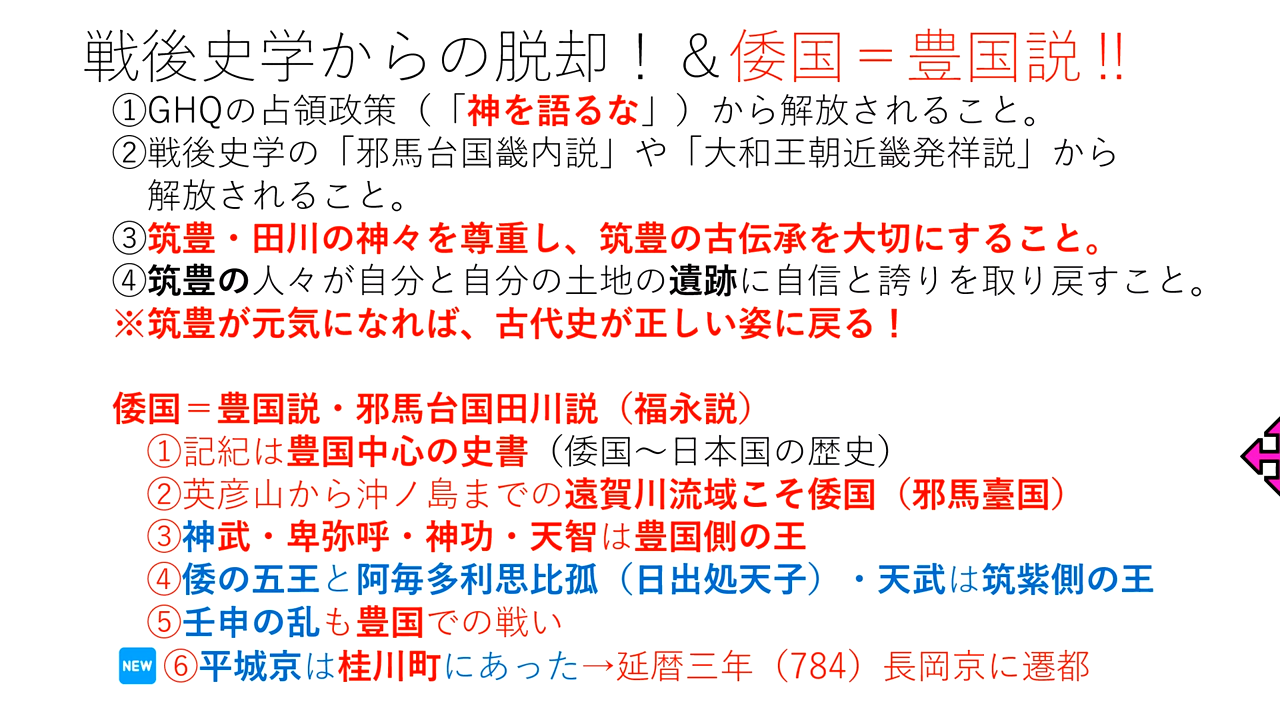 戦後史学からの脱却！＆倭国＝豊国説‼
①GHQの占領政策（「神を語るな」）から解放されること。
②戦後史学の「邪馬台国畿内説」や「大和王朝近畿発祥説」から
解放されること。
③筑豊・田川の神々を尊重し、筑豊の古伝承を大切にすること。
④筑豊の人々が自分と自分の土地の遺跡に自信と誇りを取り戻すこと。
※筑豊が元気になれば、古代史が正しい姿に戻る！
倭国＝豊国説・邪馬台国田川説（福永説）
①記紀は豊国中心の史書（倭国～日本国の歴史）
②英彦山から沖ノ島までの遠賀川流域こそ倭国（邪馬臺国）
③神武・卑弥呼・神功・天智は豊国側の王
④倭の五王と阿毎多利思比孤（日出処天子）・天武は筑紫側の王
⑤壬申の乱も豊国での戦い
NEW ⑥平城京は桂川町にあった→延暦三年（784）長岡京に遷都